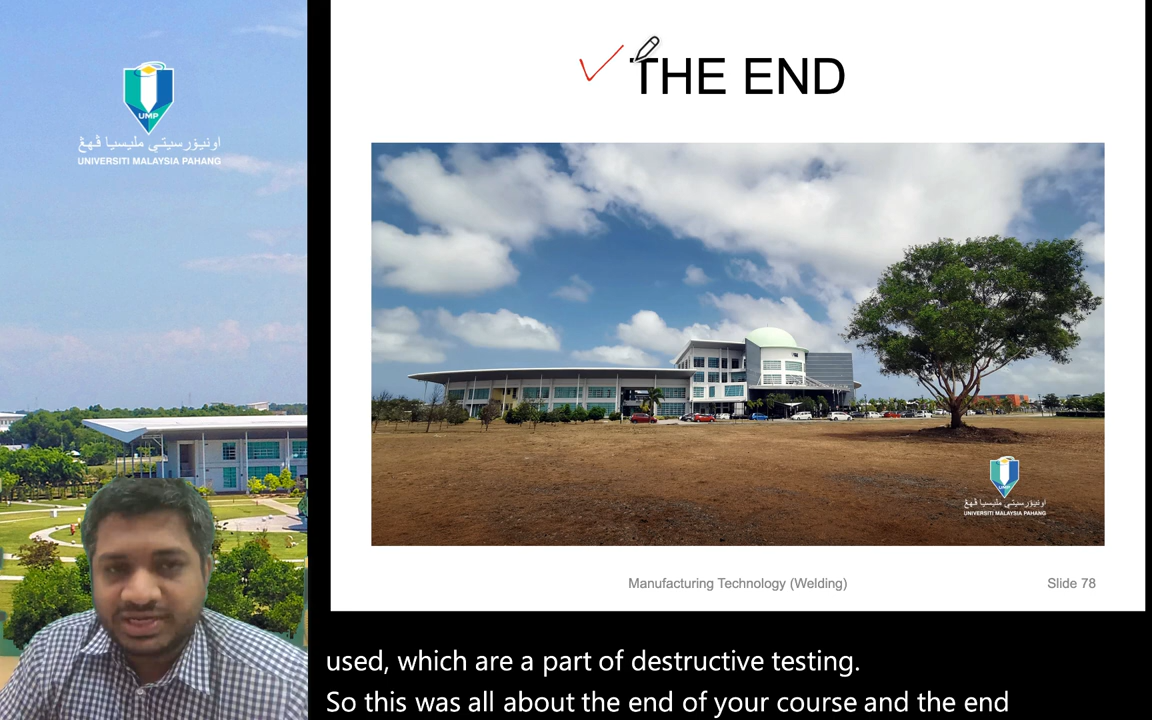 UMP
اونيۏرسيتي مليسيا ڤهڠ
UNIVERSITI MALAYSIA PAHANG
THE END
UMP
اونيۏرسيتي مليسيا ڤهڠ
UNIVERSITI MALAYSIA PAHANG
Manufacturing Technology (Welding)
Slide 78
used, which are a part of destructive testing.
So this was all about the end of your course and the end